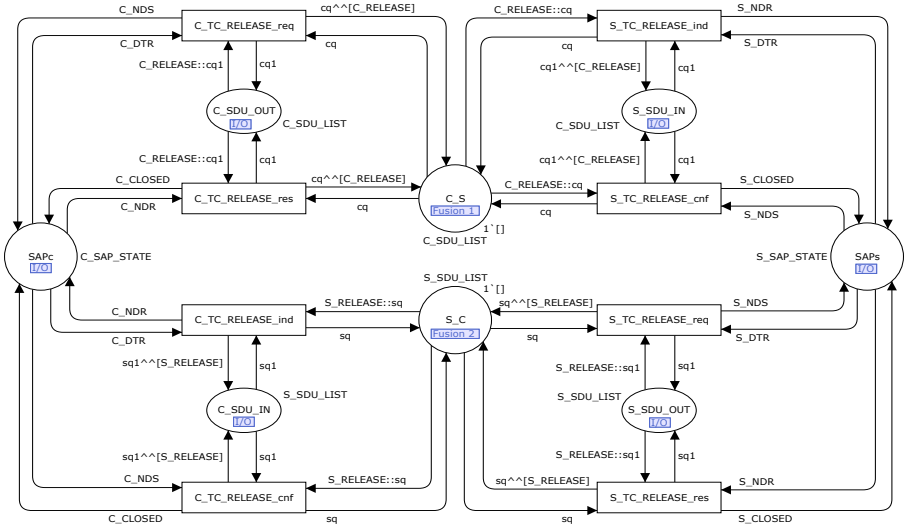 C_NDS
C_TC_RELEASE_req
cq^^[C_RELEASE]
C_RELEASE::cq
S_TC_RELEASE_ind
S_NDR
C_DTR
cq
cq
S_DTR
C_RELEASE::cq1
cq1
cq1^^[C_RELEASE]
cq1
C_SDU_OUT
I/O
C_SDU_LIST
S_SDU_IN
I/O
C_SDU_LIST
C_RELEASE::cq1
cq1
cq1^^[C_RELEASE]
cq1
C_CLOSED
C_TC_RELEASE_res
cq^^[C_RELEASE]
C_S
Fusion 1
C_RELEASE::cq
S_TC_RELEASE_cnf
S_CLOSED
C_NDR
cq
cq
S_NDS
1`[]
C_SDU_LIST
SAPc
I/O
C_SAP_STATE
S_SAP_STATE
SAPs
I/O
S_SDU_LIST
1`[]
C_NDR
C_TC_RELEASE_ind
S_RELEASE::sq
S_C
Fusion 2
sq^^[S_RELEASE]
S_TC_RELEASE_req
S_NDS
C_DTR
sq
sq
S_DTR
sq1^^[S_RELEASE]
sq1
S_RELEASE::sq1
sq1
C_SDU_IN
I/O
S_SDU_LIST
S_SDU_LIST
S_SDU_OUT
I/O
sq1^^[S_RELEASE]
sq1
S_RELEASE::sq1
sq1
C_NDS
C_TC_RELEASE_cnf
S_RELEASE::sq
sq^^[S_RELEASE]
S_TC_RELEASE_res
S_NDR
C_CLOSED
sq
sq
S_CLOSED